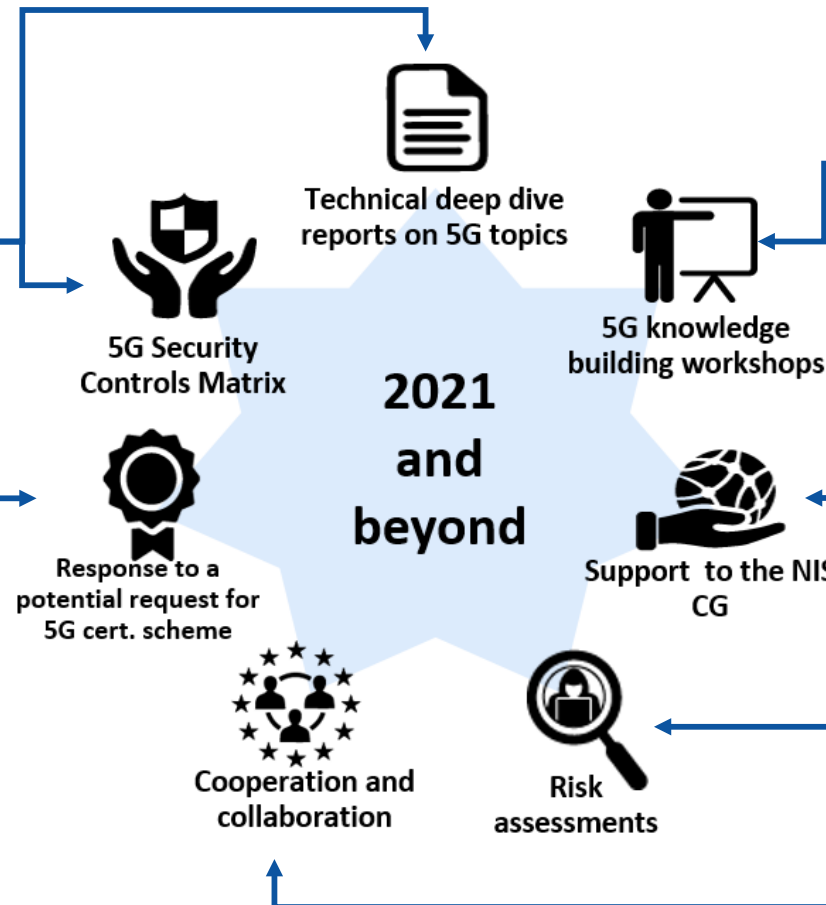 Technical deep dive
reports on 5G topics
5G Security
Controls Matrix
5G knowledge
building workshops
2021
and
beyond
Response to a
potential request for
5G cert. scheme
Support to the NIS
CG
Cooperation and
collaboration
Risk
assessments